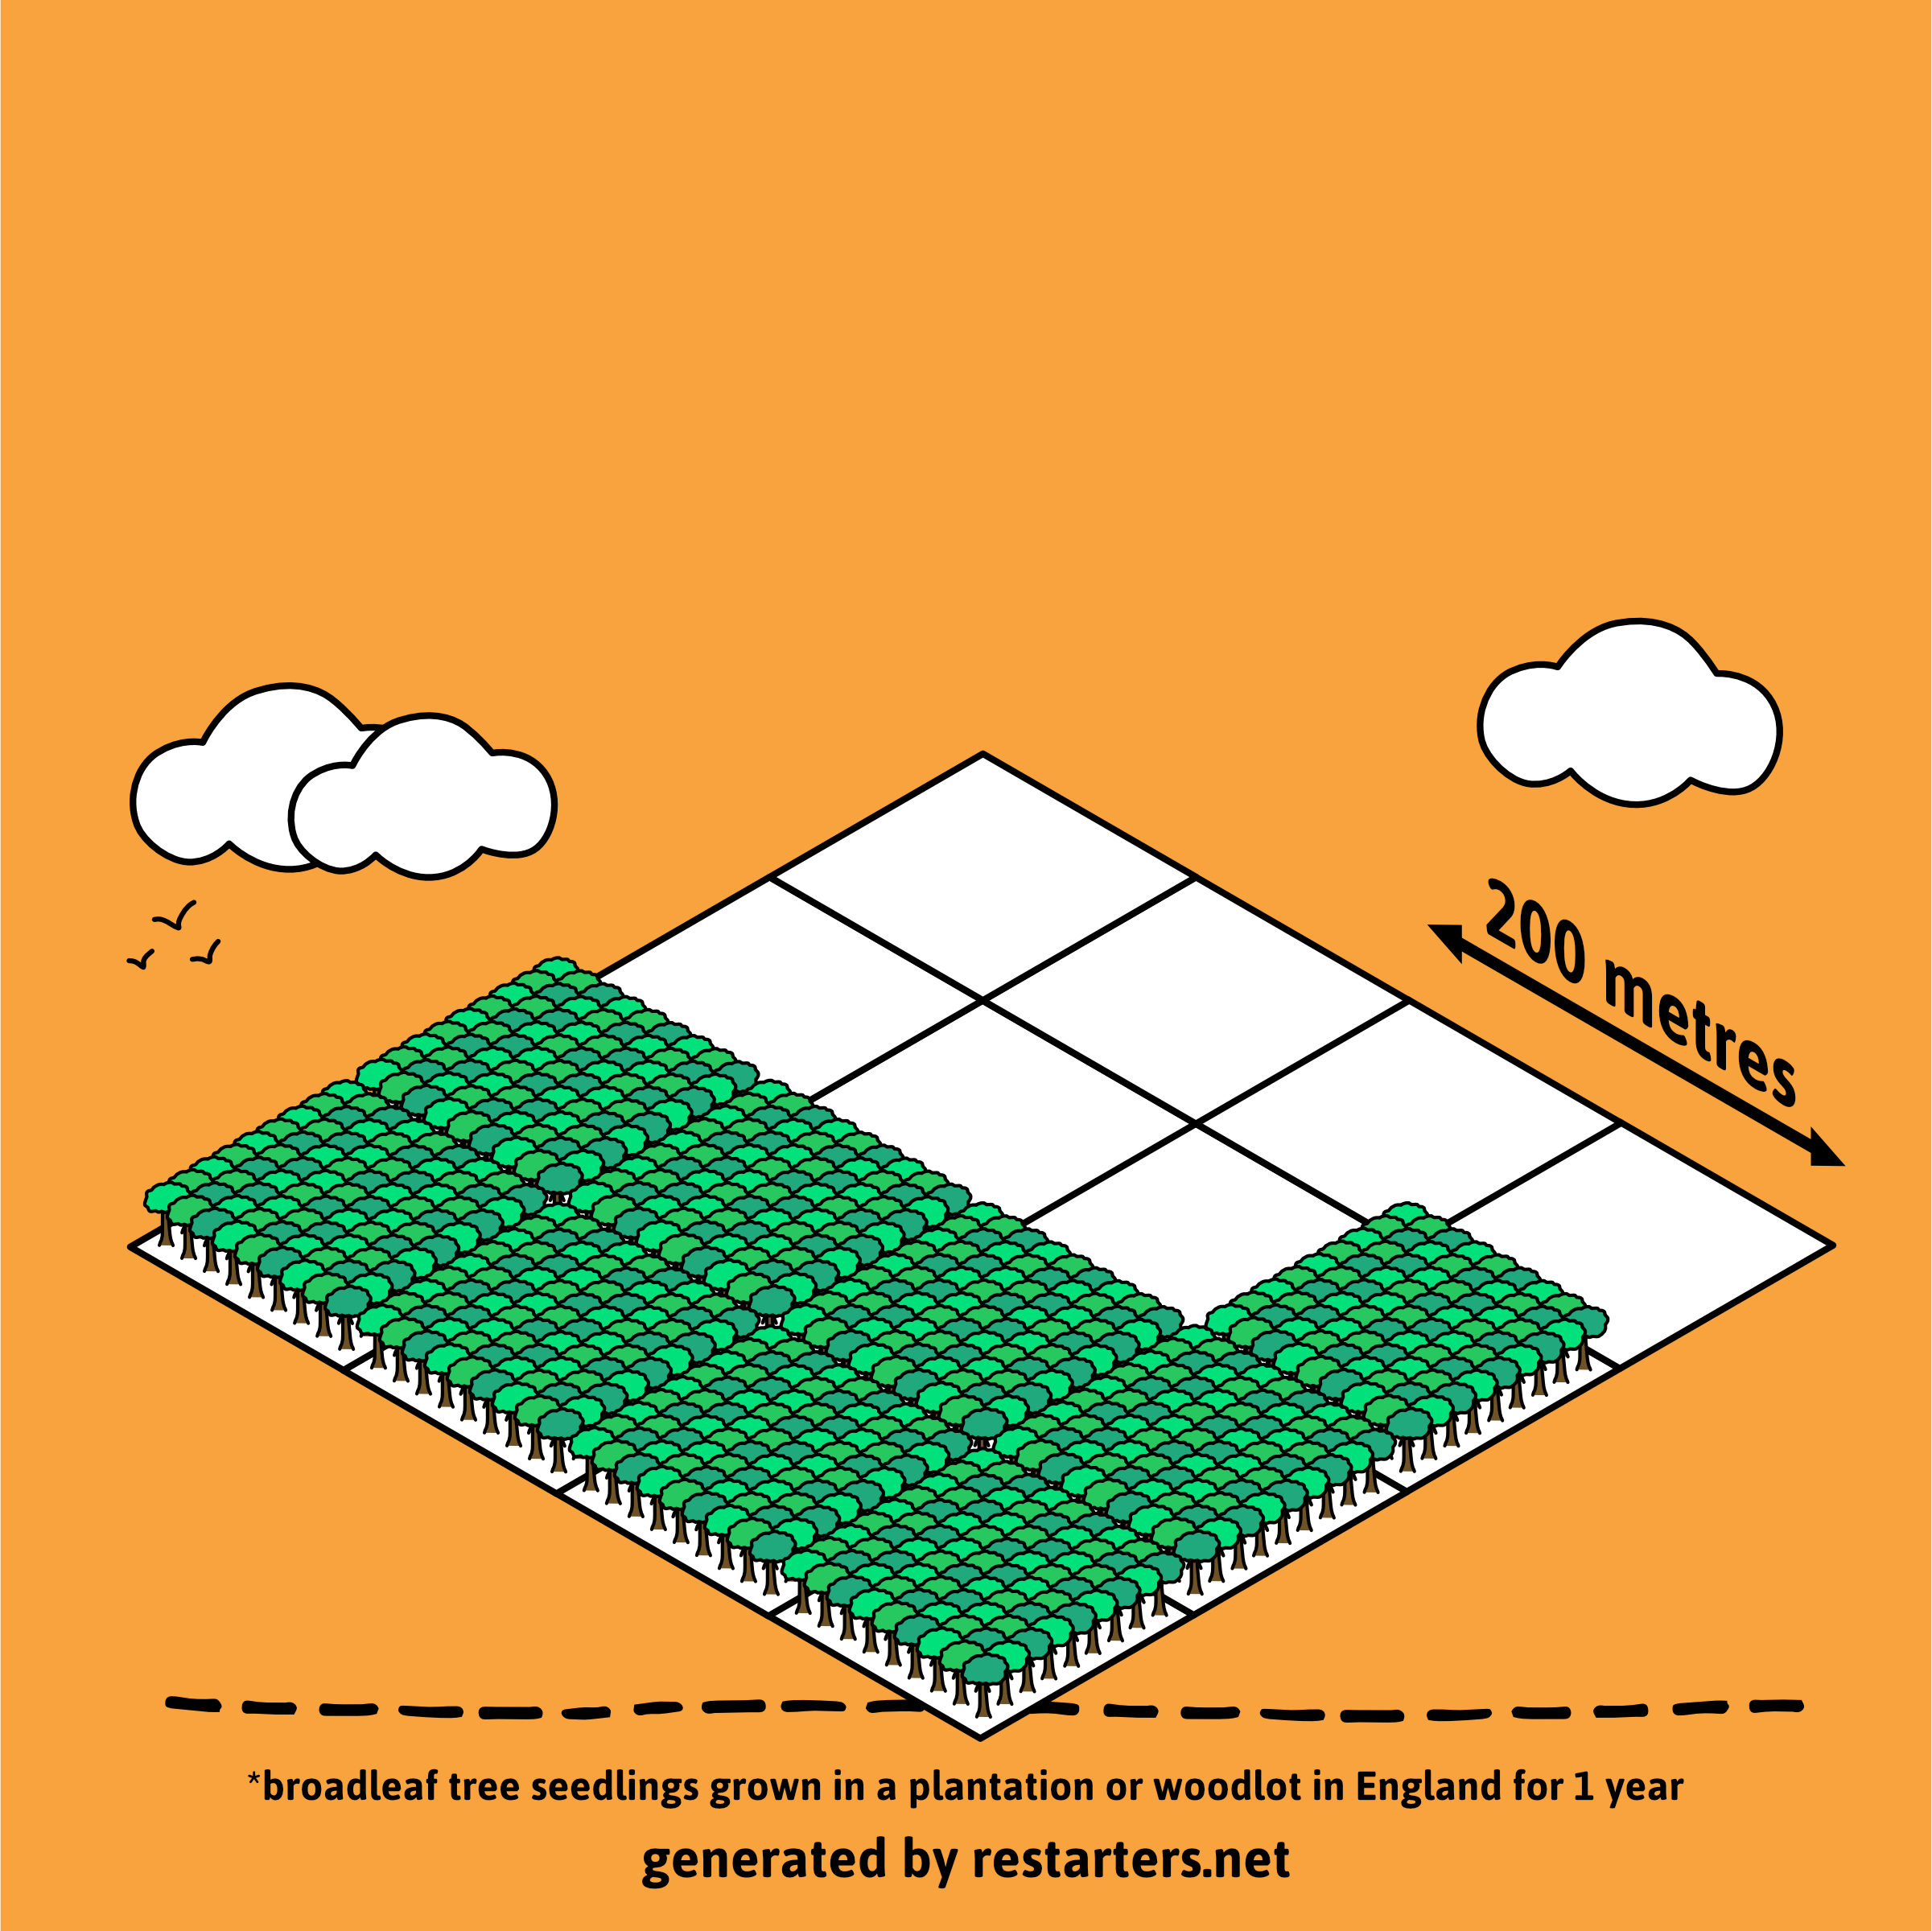 200 metres
*broadleaf tree seedlings grown in a plantation or woodlot in England for 1 year
generated by restarters.net